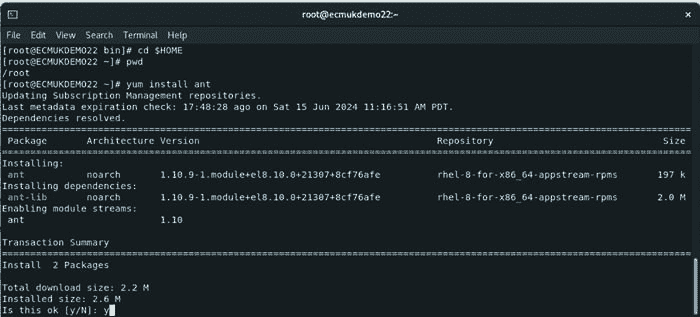 root@ecmukdemo22:~
File Edit View Search Terminal Help
[root@ECMUKDEMO22 bin]# cd $HOME
[root@ECMUKDEMO22 ~]# pwd
/root
[root@ECMUKDEMO22 ~]# yum install ant
Updating Subscription Management repositories.
Last metadata expiration check: 17:48:28 ago on Sat 15 Jun 2024 11:16:51 AM PDT.
Dependencies resolved.
================================================================================
Package Architecture Version Repository Size
================================================================================
Installing:
ant noarch 1.10.9-1.module+el8.10.0+21307+8cf76afe rhel-8-for-x86_64-appstream-rpms 197 k
Installing dependencies:
ant-lib noarch 1.10.9-1.module+el8.10.0+21307+8cf76afe rhel-8-for-x86_64-appstream-rpms 2.0 M
Enabling module streams:
ant 1.10
Transaction Summary
================================================================================
Install 2 Packages
Total download size: 2.2 M
Installed size: 2.6 M
Is this ok [y/N]: y